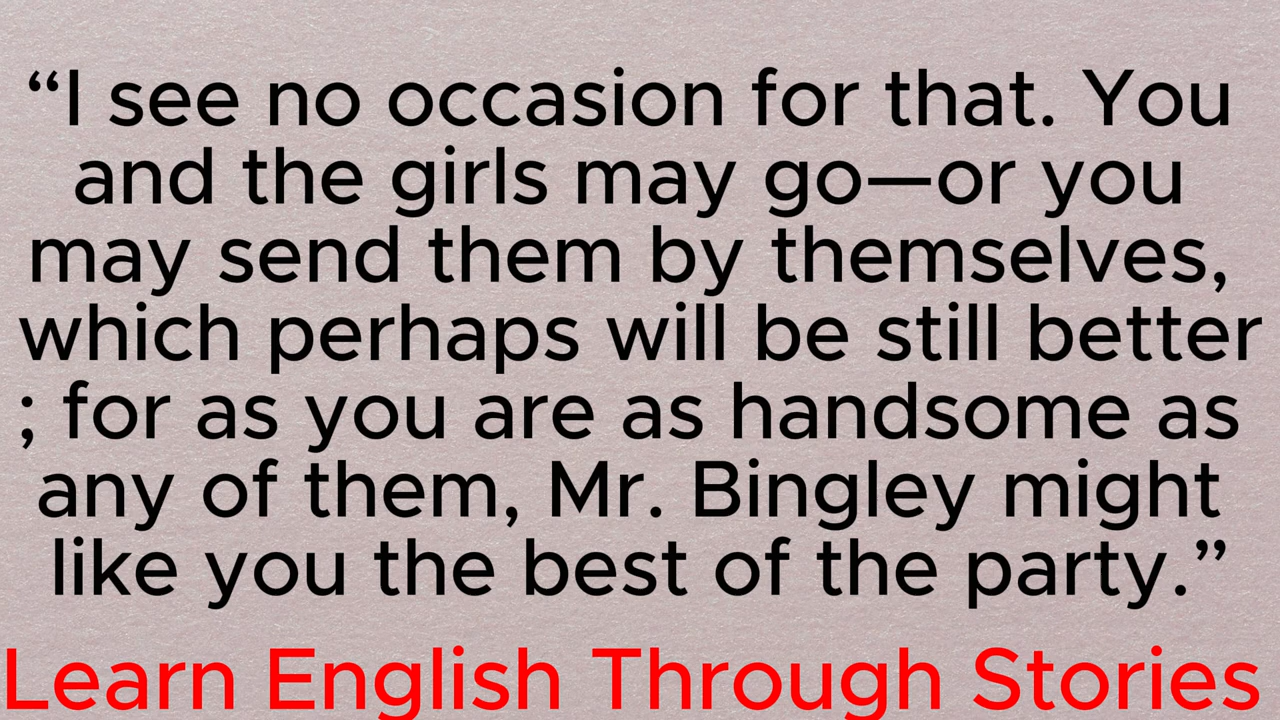 “I see no occasion for that. You
and the girls may go—or you
may send them by themselves,
which perhaps will be still better
; for as you are as handsome as
any of them, Mr. Bingley might
like you the best of the party.”
Learn English Through Stories